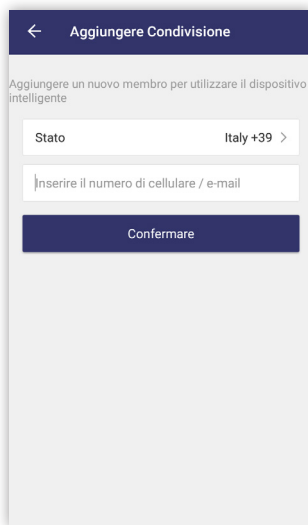 Aggiungere Condivisione
Aggiungere un nuovo membro per utilizzare il dispositivo
intelligente
Stato Italy +39
Inserire il numero di cellulare / e-mail
Confermare